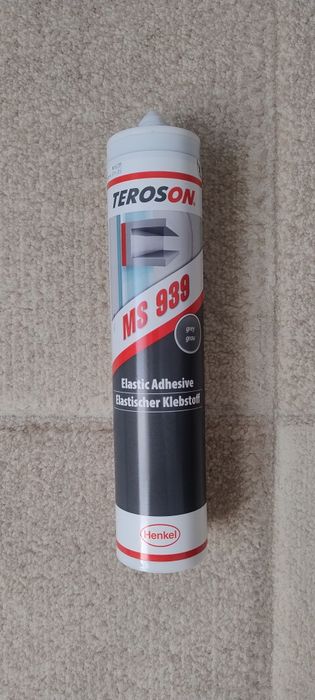 TEROSON
MS 939
grey
grau
Elastic Adhesive
Elastischer Klebstoff
Henkel